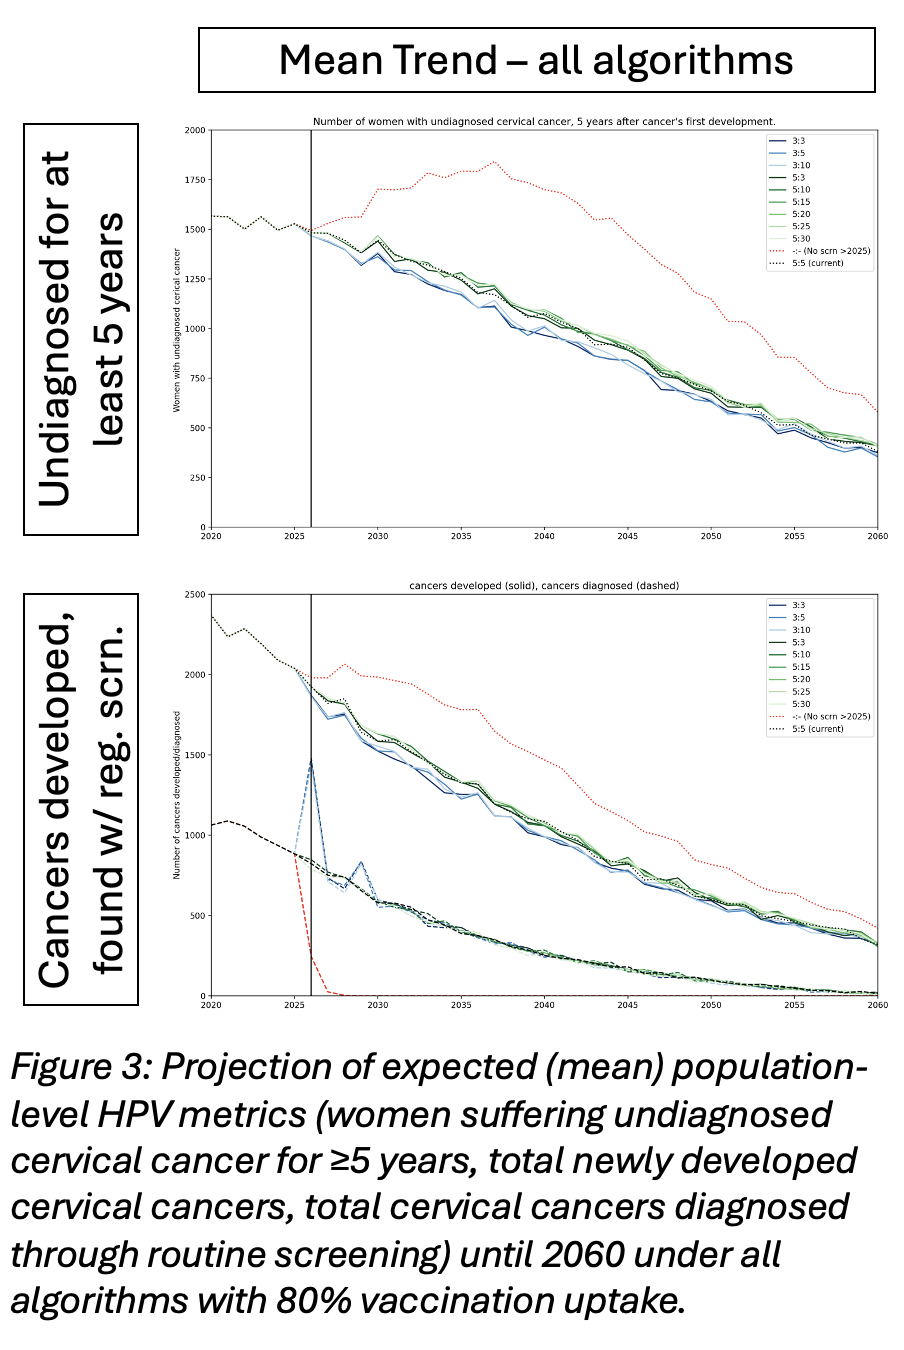 Mean Trend – all algorithms
Undiagnosed for at
least 5 years
Number of women with undiagnosed cervical cancer, 5 years after cancer's first development.
Women with undiagnosed cerical cancer
2000
1750
1500
1250
1000
750
500
250
0
2020 2025 2030 2035 2040 2045 2050 2055 2060
3:3
3:5
3:10
5:3
5:10
5:15
5:20
5:25
5:30
-:- (No scrn >2025)
5:5 (current)
Cancers developed,
found w/ reg. scrn.
cancers developed (solid), cancers diagnosed (dashed)
Number of cancers developed/diagnosed
2500
2000
1500
1000
500
0
2020 2025 2030 2035 2040 2045 2050 2055 2060
3:3
3:5
3:10
5:3
5:10
5:15
5:20
5:25
5:30
-:- (No scrn >2025)
5:5 (current)
Figure 3: Projection of expected (mean) population-
level HPV metrics (women suffering undiagnosed
cervical cancer for ≥5 years, total newly developed
cervical cancers, total cervical cancers diagnosed
through routine screening) until 2060 under all
algorithms with 80% vaccination uptake.